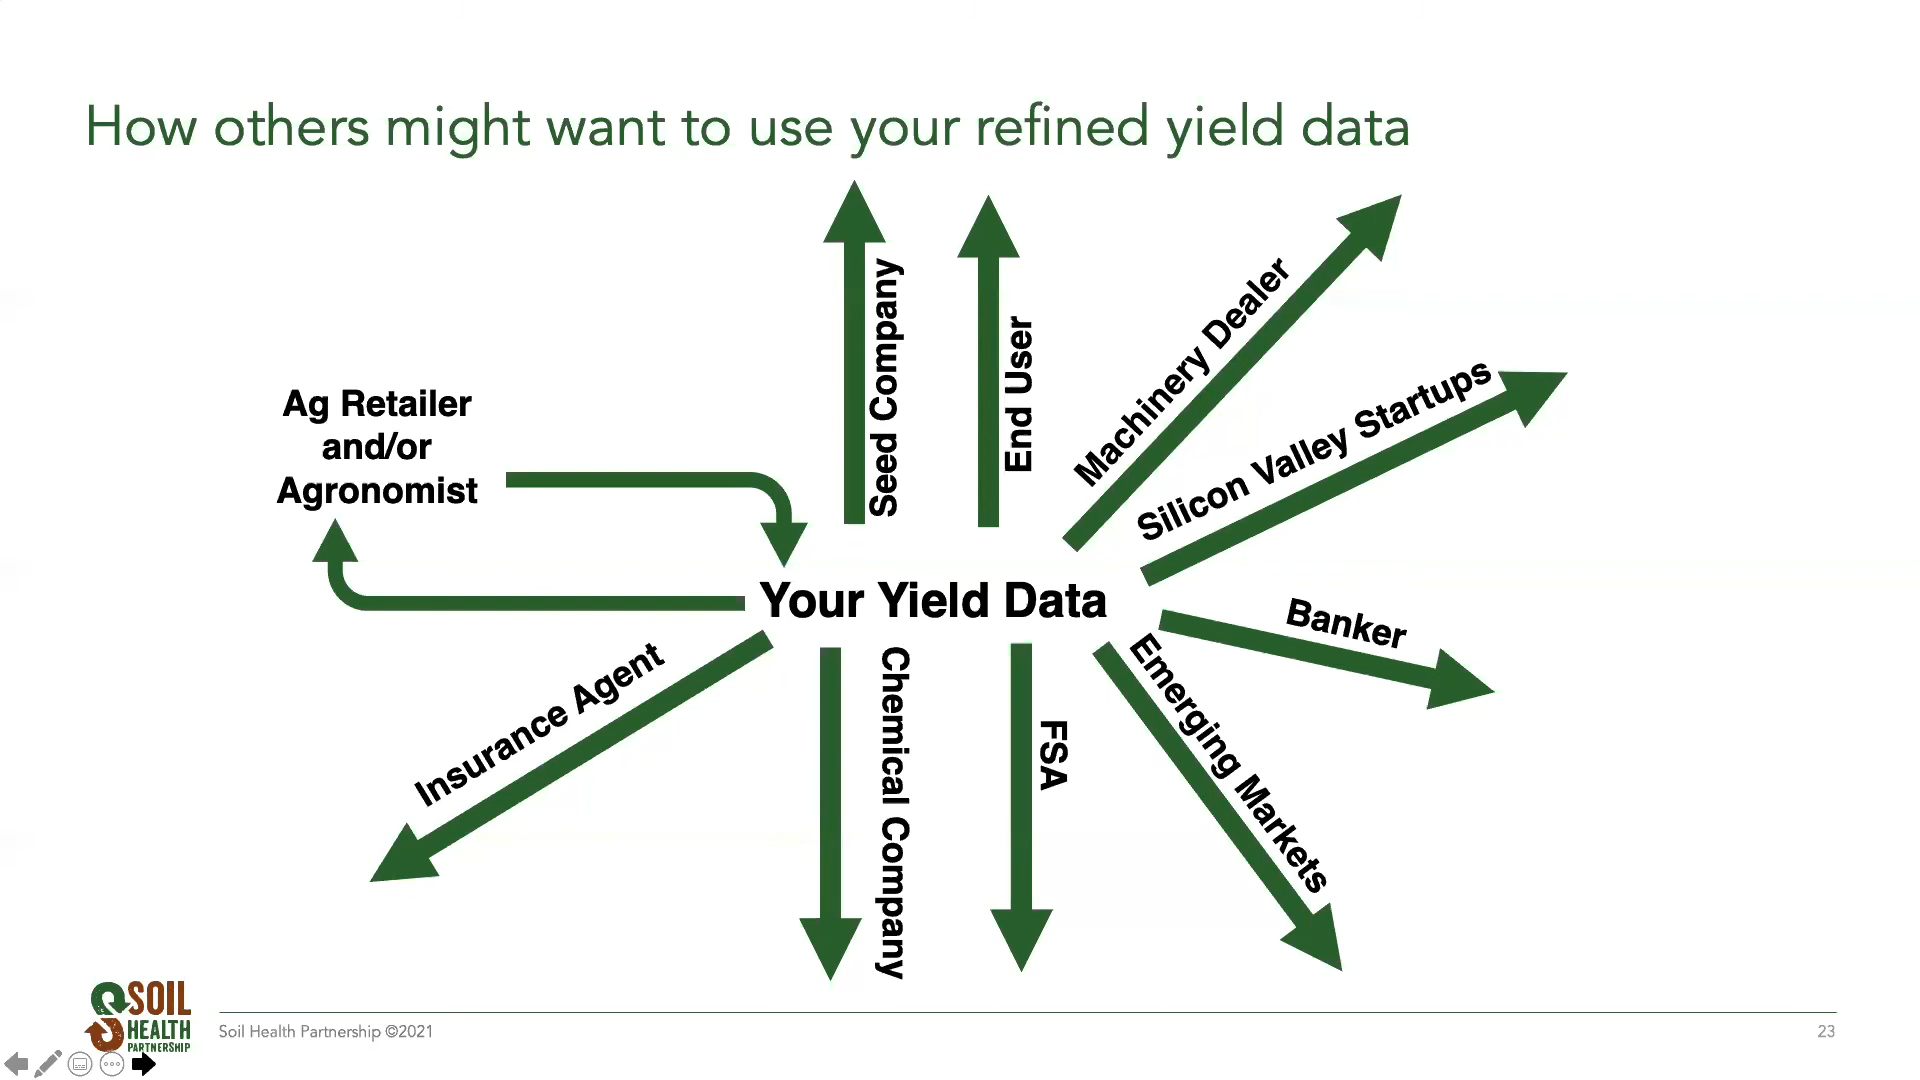 How others might want to use your refined yield data
Seed Company
End User
Machinery Dealer
Silicon Valley Startups
Ag Retailer
and/or
Agronomist
Your Yield Data
Banker
Insurance Agent
Chemical Company
FSA
Emerging Markets
SOIL
HEALTH
PARTNERSHIP
Soil Health Partnership ©2021
23